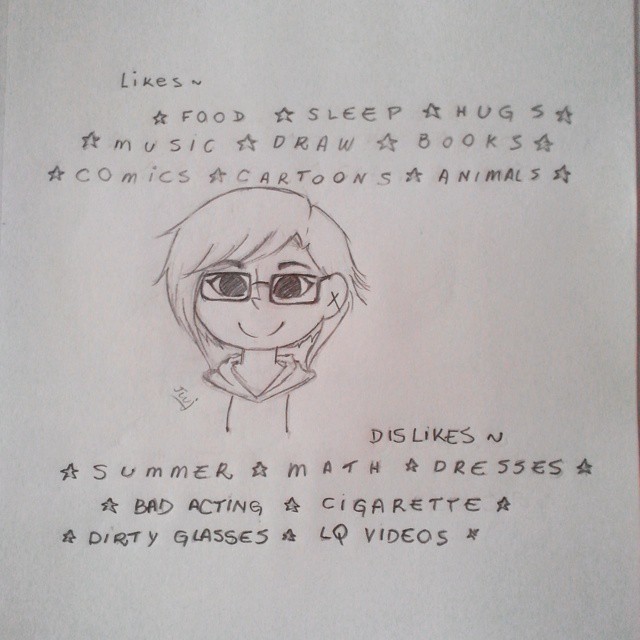 Likes ~
☆ FOOD ☆ SLEEP ☆ HUGS ☆
☆ MUSIC ☆ DRAW ☆ BOOKS ☆
☆ COMICS ☆ CARTOONS ☆ ANIMALS ☆
DISLIKES ~
☆ SUMMER ☆ MATH ☆ DRESSES ☆
☆ BAD ACTING ☆ CIGARETTE ☆
☆ DIRTY GLASSES ☆ LQ VIDEOS ☆